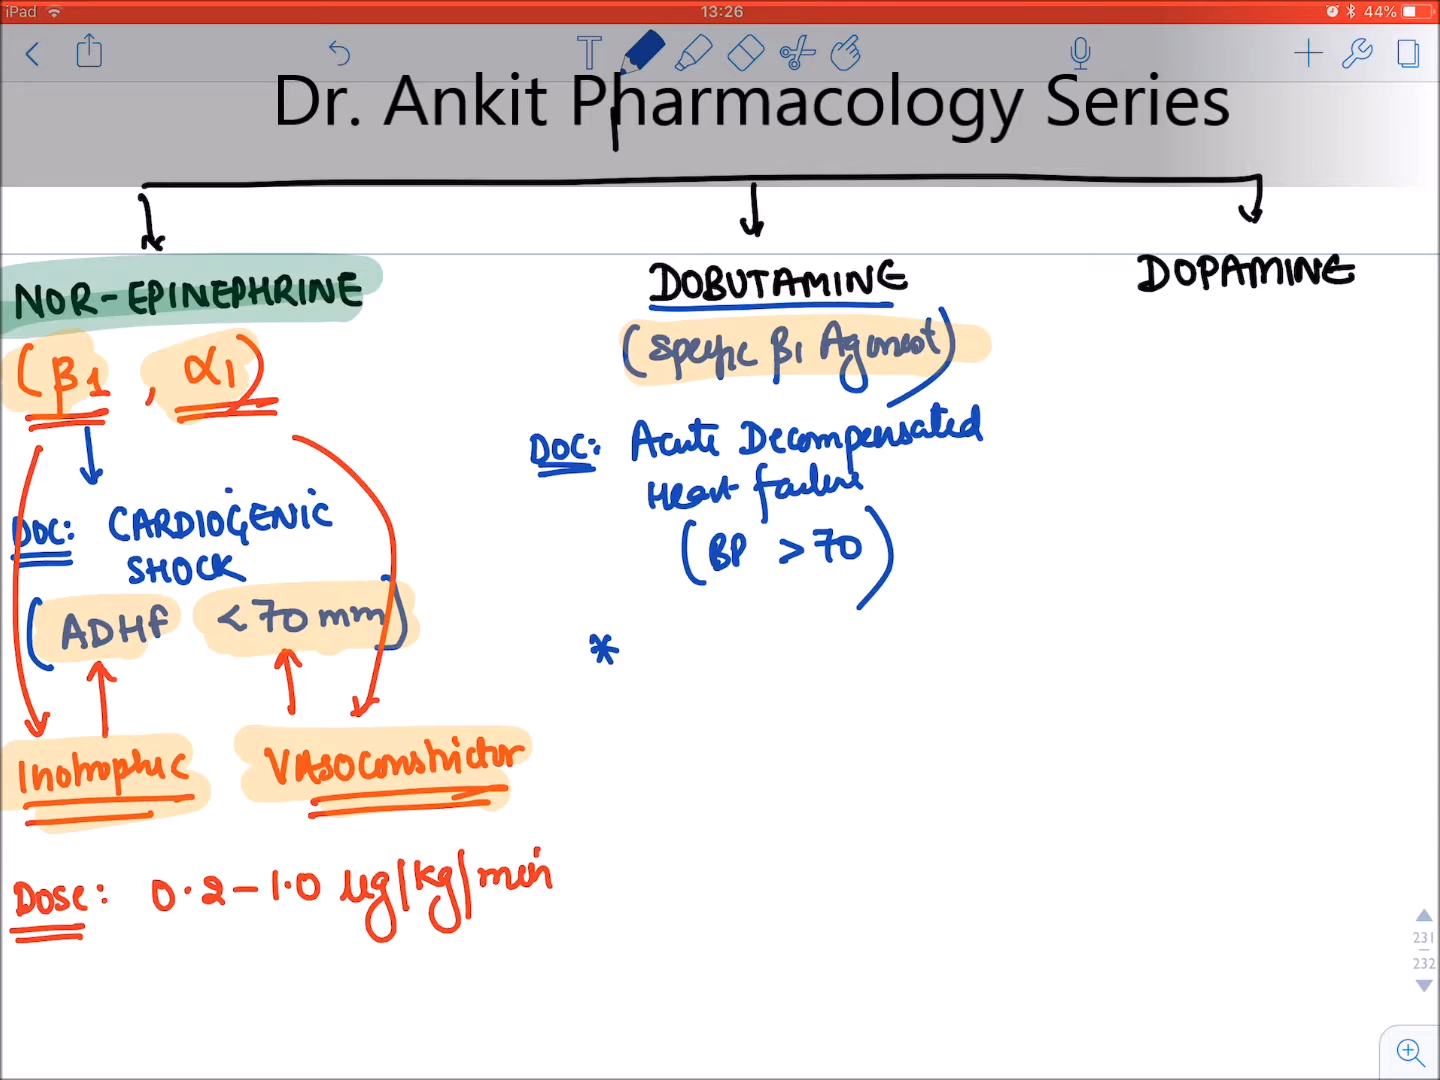 iPad 13:26 44%
Dr. Ankit Pharmacology Series
NOR-EPINEPHRINE
(β1, α1)
DOC: CARDIOGENIC
SHOCK
(ADHF <70 mm)
Inotrophic
VASOconstrictor
Dose: 0.2-1.0 µg/kg/min
DOBUTAMINE
(Specific β1 Agonist)
DOC: Acute Decompensated
Heart failure
(BP >70)
*
DOPAMINE
231
232